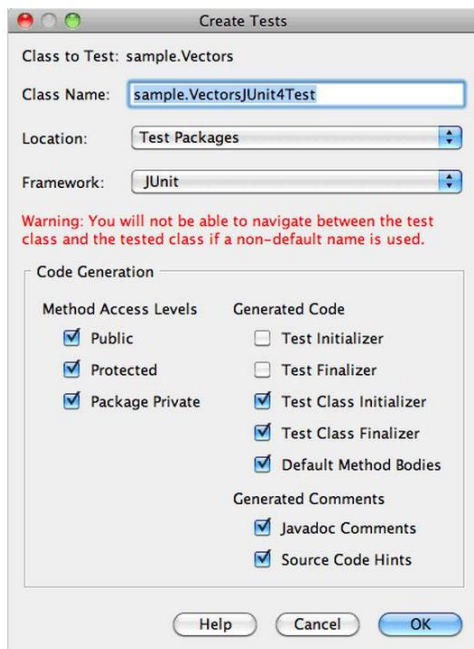 Create Tests
Class to Test: sample.Vectors
Class Name: sample.VectorsJUnit4Test
Location: Test Packages
Framework: JUnit
Warning: You will not be able to navigate between the test
class and the tested class if a non-default name is used.
Code Generation
Method Access Levels
Public
Protected
Package Private
Generated Code
Test Initializer
Test Finalizer
Test Class Initializer
Test Class Finalizer
Default Method Bodies
Generated Comments
Javadoc Comments
Source Code Hints
Help Cancel OK